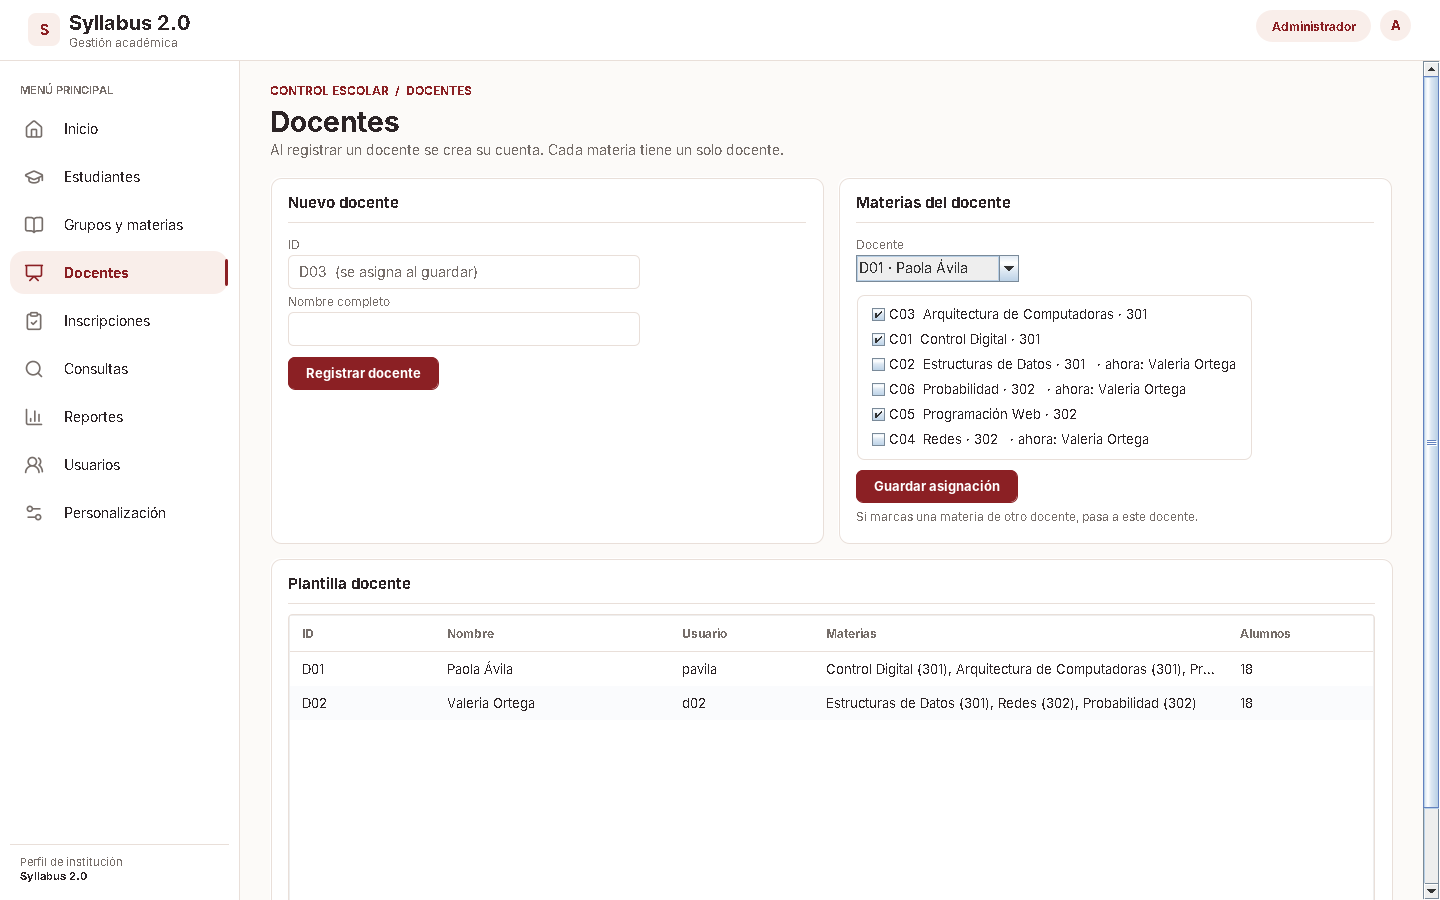 S
Syllabus 2.0
Gestión académica
Administrador
A
MENÚ PRINCIPAL
Inicio
Estudiantes
Grupos y materias
Docentes
Inscripciones
Consultas
Reportes
Usuarios
Personalización
Perfil de institución
Syllabus 2.0
CONTROL ESCOLAR / DOCENTES
Docentes
Al registrar un docente se crea su cuenta. Cada materia tiene un solo docente.
Nuevo docente
ID
D03 (se asigna al guardar)
Nombre completo
Registrar docente
Materias del docente
Docente
D01 · Paola Ávila
C03 Arquitectura de Computadoras · 301
C01 Control Digital · 301
C02 Estructuras de Datos · 301 · ahora: Valeria Ortega
C06 Probabilidad · 302 · ahora: Valeria Ortega
C05 Programación Web · 302
C04 Redes · 302 · ahora: Valeria Ortega
Guardar asignación
Si marcas una materia de otro docente, pasa a este docente.
Plantilla docente
ID Nombre Usuario Materias Alumnos
D01 Paola Ávila pavila Control Digital (301), Arquitectura de Computadoras (301), Pr... 18
D02 Valeria Ortega d02 Estructuras de Datos (301), Redes (302), Probabilidad (302) 18